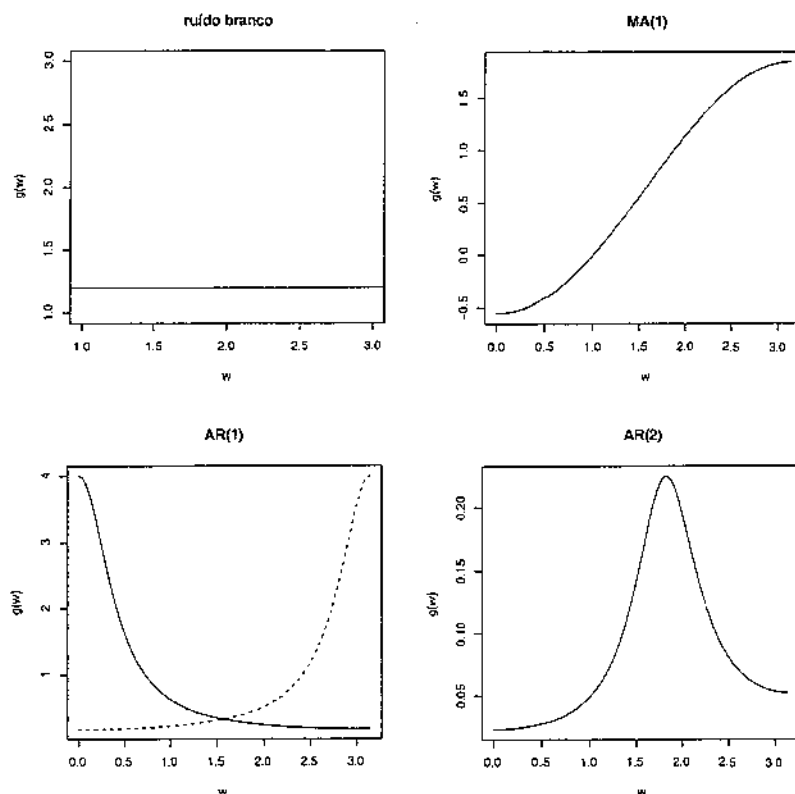 ruído branco
g(w)
3.0
2.5
2.0
1.5
1.0
1.0 1.5 2.0 2.5 3.0
w
MA(1)
g(w)
1.5
1.0
0.5
0.0
-0.5
0.0 0.5 1.0 1.5 2.0 2.5 3.0
w
AR(1)
g(w)
4
3
2
1
0.0 0.5 1.0 1.5 2.0 2.5 3.0
w
AR(2)
g(w)
0.20
0.15
0.10
0.05
0.0 0.5 1.0 1.5 2.0 2.5 3.0
w